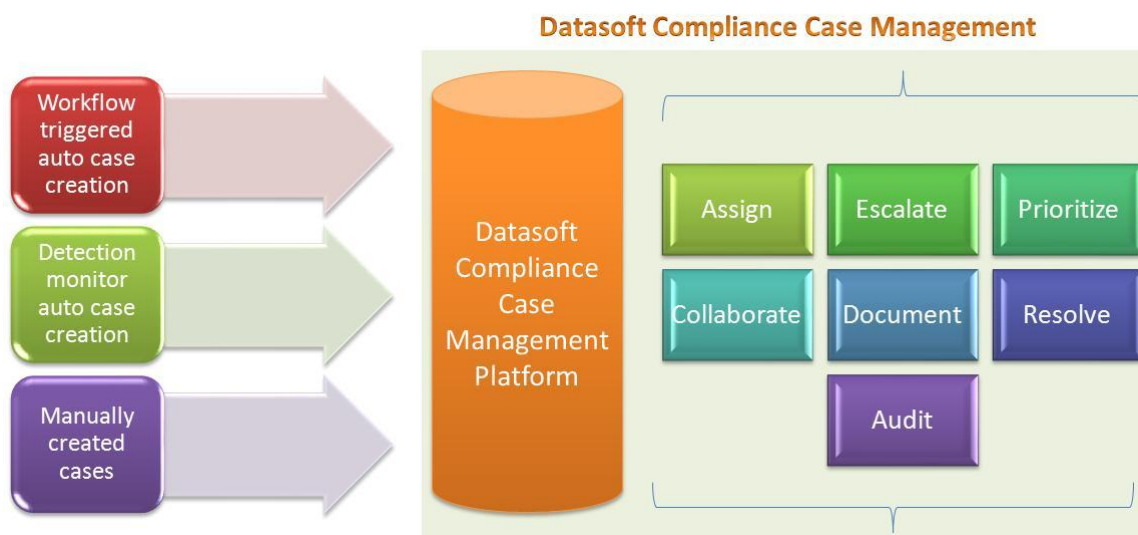 Datasoft Compliance Case Management
Workflow
triggered
auto case
creation
Detection
monitor
auto case
creation
Manually
created
cases
Datasoft
Compliance
Case
Management
Platform
Assign
Escalate
Prioritize
Collaborate
Document
Resolve
Audit